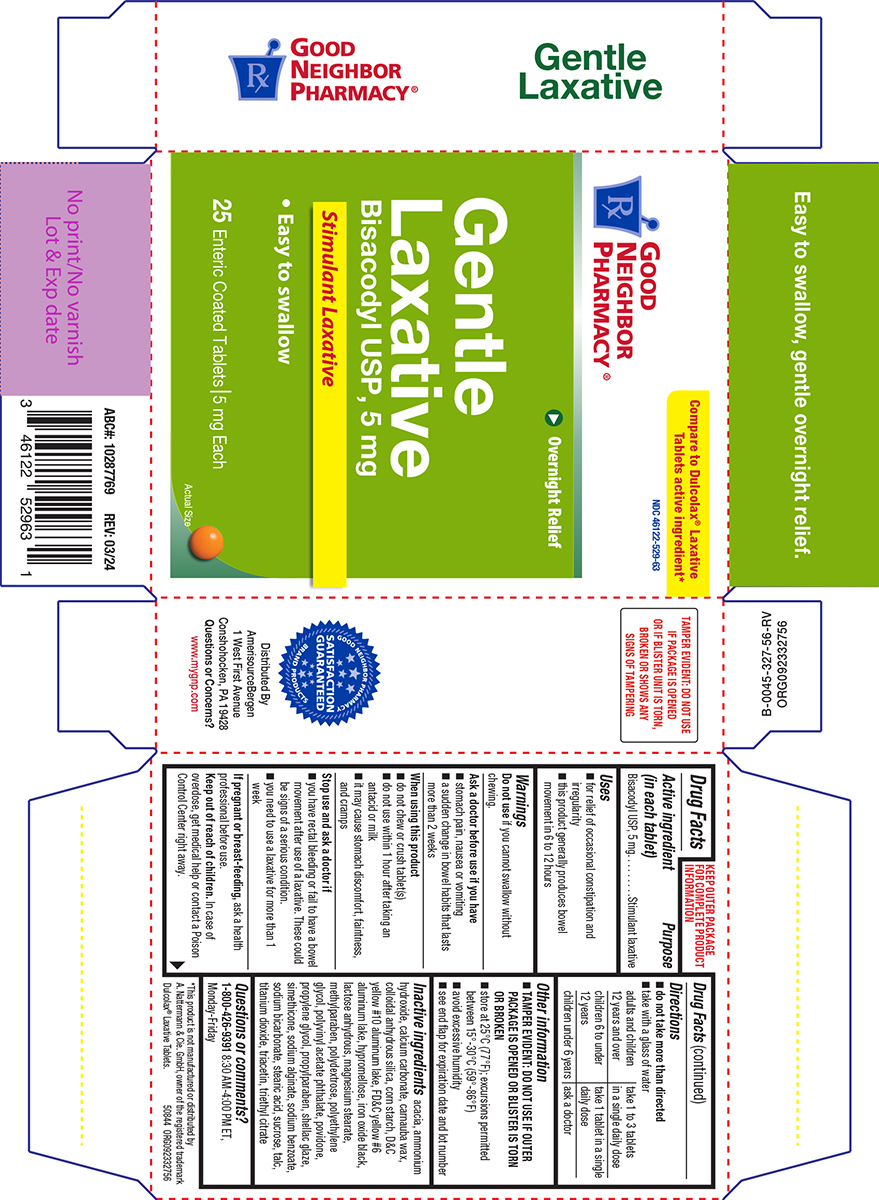 GOOD
NEIGHBOR
PHARMACY®
Gentle
Laxative
Easy to swallow, gentle overnight relief.
GOOD
NEIGHBOR
PHARMACY®
Compare to Dulcolax® Laxative
Tablets active ingredient*
NDC 46122-529-63
Overnight Relief
Gentle
Laxative
Bisacodyl USP, 5 mg
Stimulant Laxative
• Easy to swallow
25 Enteric Coated Tablets | 5 mg Each
Actual Size
No print/No varnish
Lot & Exp date
ABC#: 10287769 REV: 03/24
3 46122 52963 1
B-0045-327-56-RV
ORG092332756
TAMPER EVIDENT: DO NOT USE
IF PACKAGE IS OPENED
OR IF BLISTER UNIT IS TORN,
BROKEN OR SHOWS ANY
SIGNS OF TAMPERING
GOOD NEIGHBOR PHARMACY
SATISFACTION
GUARANTEED
BRAND PRODUCTS
Distributed By
AmerisourceBergen
1 West First Avenue
Conshohocken, PA 19428
Questions or Concerns?
www.mygnp.com
KEEP OUTER PACKAGE
FOR COMPLETE PRODUCT
INFORMATION
Drug Facts
Active ingredient Purpose
(in each tablet)
Bisacodyl USP, 5 mg.........Stimulant laxative
Uses
■ for relief of occasional constipation and
irregularity
■ this product generally produces bowel
movement in 6 to 12 hours
Warnings
Do not use if you cannot swallow without
chewing.
Ask a doctor before use if you have
■ stomach pain, nausea or vomiting
■ a sudden change in bowel habits that lasts
more than 2 weeks
When using this product
■ do not chew or crush tablet(s)
■ do not use within 1 hour after taking an
antacid or milk
■ it may cause stomach discomfort, faintness,
and cramps
Stop use and ask a doctor if
■ you have rectal bleeding or fail to have a bowel
movement after use of a laxative. These could
be signs of a serious condition.
■ you need to use a laxative for more than 1
week
If pregnant or breast-feeding, ask a health
professional before use.
Keep out of reach of children. In case of
overdose, get medical help or contact a Poison
Control Center right away.
Drug Facts (continued)
Directions
■ do not take more than directed
■ take with a glass of water
adults and children take 1 to 3 tablets
12 years and over in a single daily dose
children 6 to under take 1 tablet in a single
12 years daily dose
children under 6 years ask a doctor
Other information
■ TAMPER EVIDENT: DO NOT USE IF OUTER
PACKAGE IS OPENED OR BLISTER IS TORN
OR BROKEN
■ store at 25°C (77°F); excursions permitted
between 15°-30°C (59°-86°F)
■ avoid excessive humidity
■ see end flap for expiration date and lot number
Inactive ingredients acacia, ammonium
hydroxide, calcium carbonate, carnauba wax,
colloidal anhydrous silica, corn starch, D&C
yellow #10 aluminum lake, FD&C yellow #6
aluminum lake, hypromellose, iron oxide black,
lactose anhydrous, magnesium stearate,
methylparaben, polydextrose, polyethylene
glycol, polyvinyl acetate phthalate, povidone,
propylene glycol, propylparaben, shellac glaze,
simethicone, sodium alginate, sodium benzoate,
sodium bicarbonate, stearic acid, sucrose, talc,
titanium dioxide, triacetin, triethyl citrate
Questions or comments?
1-800-426-9391 8:30 AM-4:00 PM ET,
Monday-Friday
*This product is not manufactured or distributed by
A. Nattermann & Cie. GmbH, owner of the registered trademark
Dulcolax® Laxative Tablets. 50844 ORG092332756